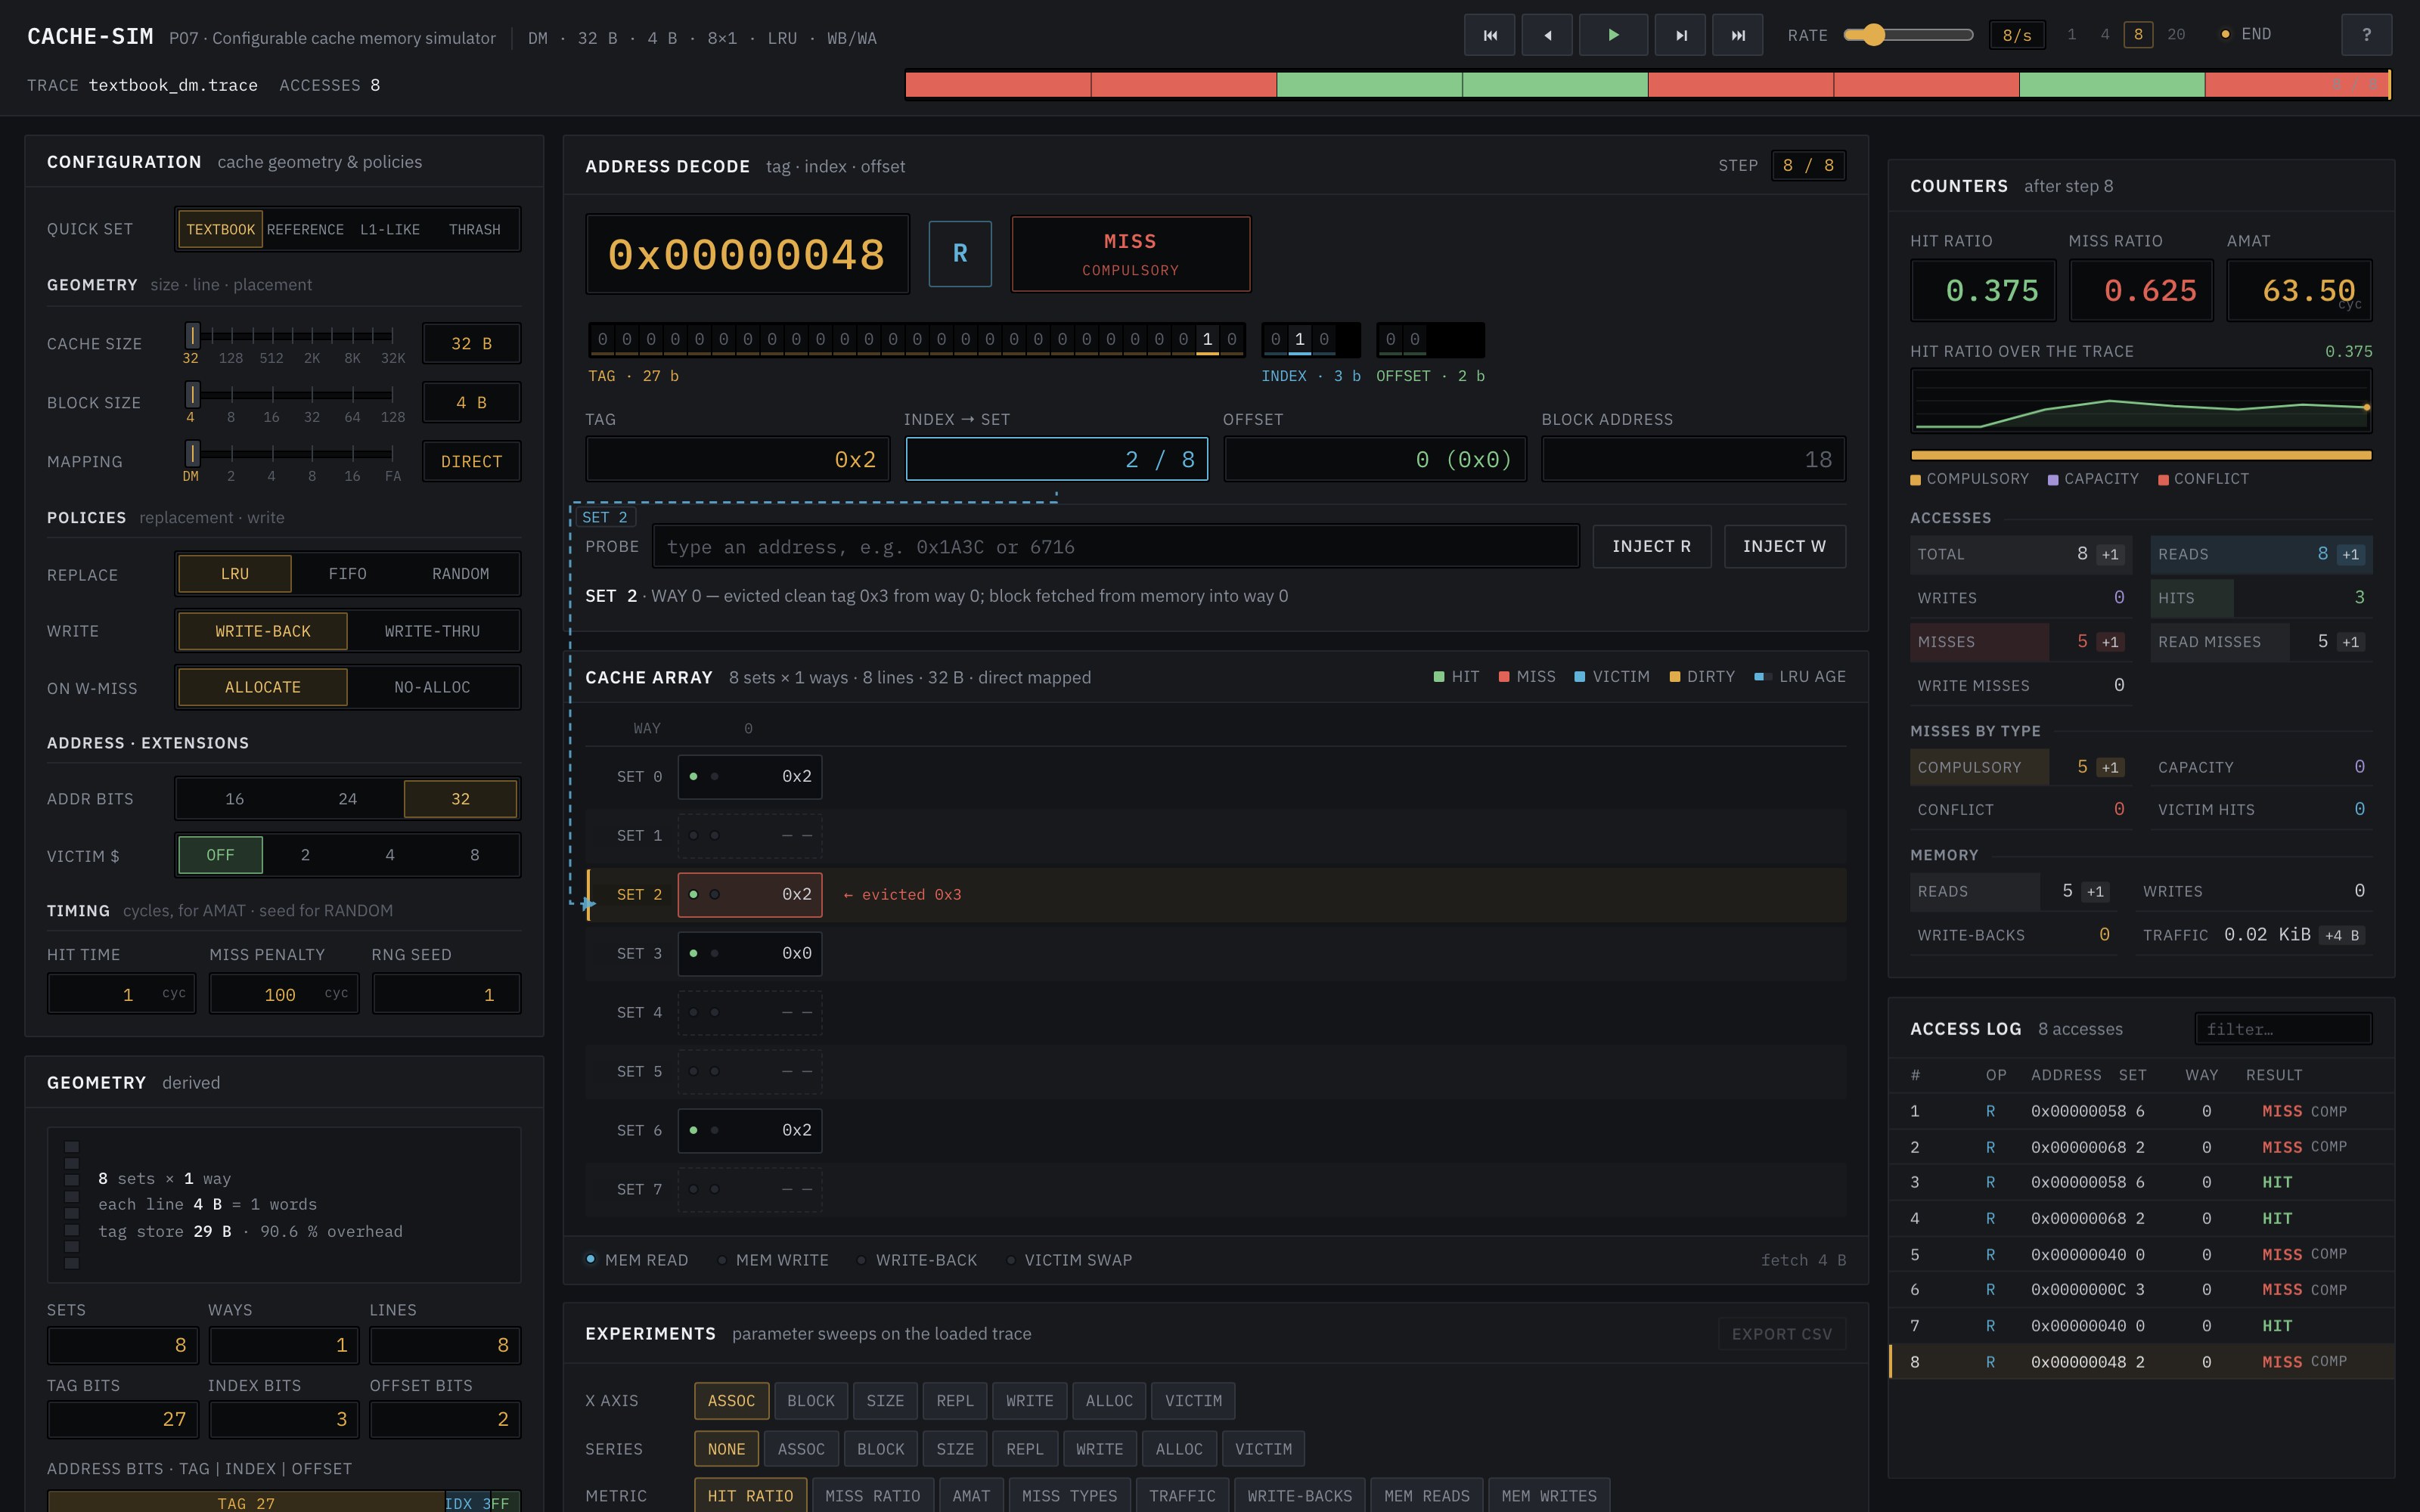 CACHE-SIM P07 · Configurable cache memory simulator DM · 32 B · 4 B · 8×1 · LRU · WB/WA
RATE 8/s 1 4 8 20 END ?
TRACE textbook_dm.trace ACCESSES 8
CONFIGURATION cache geometry & policies
QUICK SET TEXTBOOK REFERENCE L1-LIKE THRASH
GEOMETRY size · line · placement
CACHE SIZE 32 B
32 128 512 2K 8K 32K
BLOCK SIZE 4 B
4 8 16 32 64 128
MAPPING DIRECT
DM 2 4 8 16 FA
POLICIES replacement · write
REPLACE LRU FIFO RANDOM
WRITE WRITE-BACK WRITE-THRU
ON W-MISS ALLOCATE NO-ALLOC
ADDRESS · EXTENSIONS
ADDR BITS 16 24 32
VICTIM $ OFF 2 4 8
TIMING cycles, for AMAT · seed for RANDOM
HIT TIME MISS PENALTY RNG SEED
1 cyc 100 cyc 1
GEOMETRY derived
8 sets × 1 way
each line 4 B = 1 words
tag store 29 B · 90.6 % overhead
SETS WAYS LINES
8 1 8
TAG BITS INDEX BITS OFFSET BITS
27 3 2
ADDRESS BITS · TAG | INDEX | OFFSET
TAG 27 IDX 3 FF
ADDRESS DECODE tag · index · offset STEP 8 / 8
0x00000048 R MISS
COMPULSORY
0 0 0 0 0 0 0 0 0 0 0 0 0 0 0 0 0 0 0 0 0 0 0 0 0 1 0 0 1 0 0 0
TAG · 27 b INDEX · 3 b OFFSET · 2 b
TAG INDEX → SET OFFSET BLOCK ADDRESS
0x2 2 / 8 0 (0x0) 18
SET 2
PROBE type an address, e.g. 0x1A3C or 6716 INJECT R INJECT W
SET 2 · WAY 0 — evicted clean tag 0x3 from way 0; block fetched from memory into way 0
CACHE ARRAY 8 sets × 1 ways · 8 lines · 32 B · direct mapped HIT MISS VICTIM DIRTY LRU AGE
WAY 0
SET 0 0x2
SET 1 — —
SET 2 0x2 ← evicted 0x3
SET 3 0x0
SET 4 — —
SET 5 — —
SET 6 0x2
SET 7 — —
MEM READ MEM WRITE WRITE-BACK VICTIM SWAP fetch 4 B
EXPERIMENTS parameter sweeps on the loaded trace EXPORT CSV
X AXIS ASSOC BLOCK SIZE REPL WRITE ALLOC VICTIM
SERIES NONE ASSOC BLOCK SIZE REPL WRITE ALLOC VICTIM
METRIC HIT RATIO MISS RATIO AMAT MISS TYPES TRAFFIC WRITE-BACKS MEM READS MEM WRITES
COUNTERS after step 8
HIT RATIO MISS RATIO AMAT
0.375 0.625 63.50 cyc
HIT RATIO OVER THE TRACE 0.375
COMPULSORY CAPACITY CONFLICT
ACCESSES
TOTAL 8 +1 READS 8 +1
WRITES 0 HITS 3
MISSES 5 +1 READ MISSES 5 +1
WRITE MISSES 0
MISSES BY TYPE
COMPULSORY 5 +1 CAPACITY 0
CONFLICT 0 VICTIM HITS 0
MEMORY
READS 5 +1 WRITES 0
WRITE-BACKS 0 TRAFFIC 0.02 KiB +4 B
ACCESS LOG 8 accesses filter…
# OP ADDRESS SET WAY RESULT
1 R 0x00000058 6 0 MISS COMP
2 R 0x00000068 2 0 MISS COMP
3 R 0x00000058 6 0 HIT
4 R 0x00000068 2 0 HIT
5 R 0x00000040 0 0 MISS COMP
6 R 0x0000000C 3 0 MISS COMP
7 R 0x00000040 0 0 HIT
8 R 0x00000048 2 0 MISS COMP